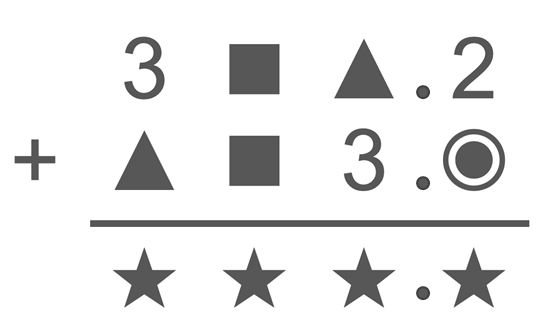 3 ■ ▲ . 2
+ ▲ ■ 3 . ◉
★ ★ ★ . ★